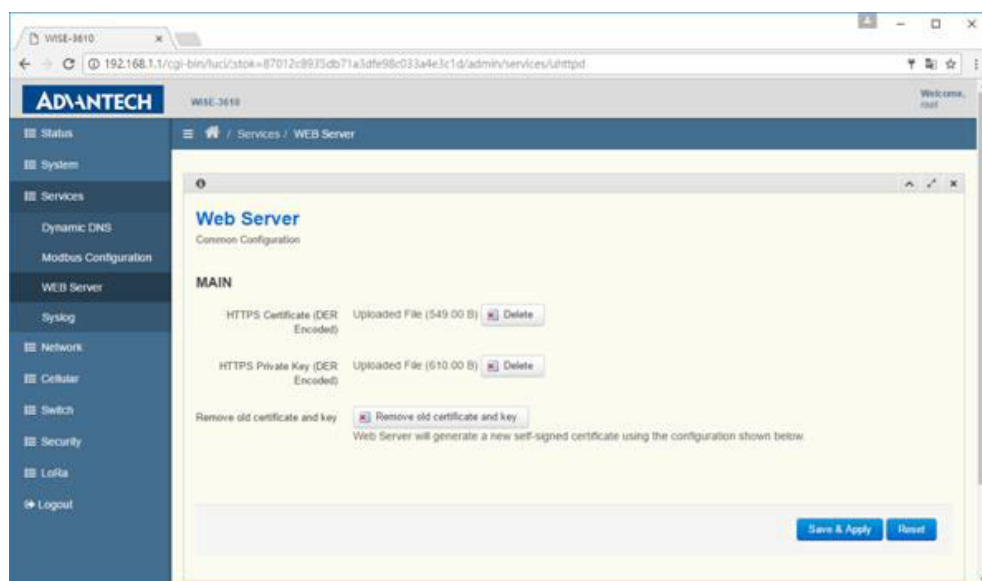 WISE-3610
192.168.1.1/cgi-bin/luci/;stok=87012c8935db71a3dfe98c033a4e3c1d/admin/services/uhttpd
ADVANTECH
WISE-3610
Welcome,
root
Status
/ Services / WEB Server
System
Services
Dynamic DNS
Modbus Configuration
WEB Server
Syslog
Network
Cellular
Switch
Security
LoRa
Logout
Web Server
Common Configuration
MAIN
HTTPS Certificate (DER Encoded)
Uploaded File (549.00 B)
Delete
HTTPS Private Key (DER Encoded)
Uploaded File (610.00 B)
Delete
Remove old certificate and key
Remove old certificate and key
Web Server will generate a new self-signed certificate using the configuration shown below.
Save & Apply
Reset